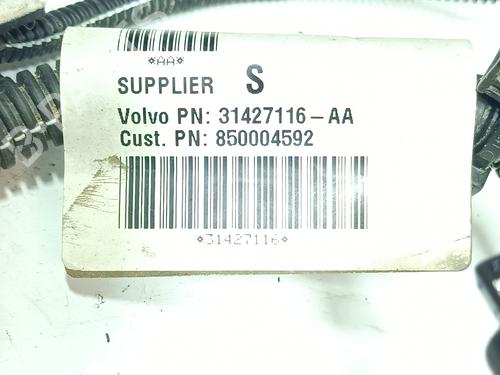 *AA*
SUPPLIER S
Volvo PN: 31427116-AA
Cust. PN: 850004592
*31427116*